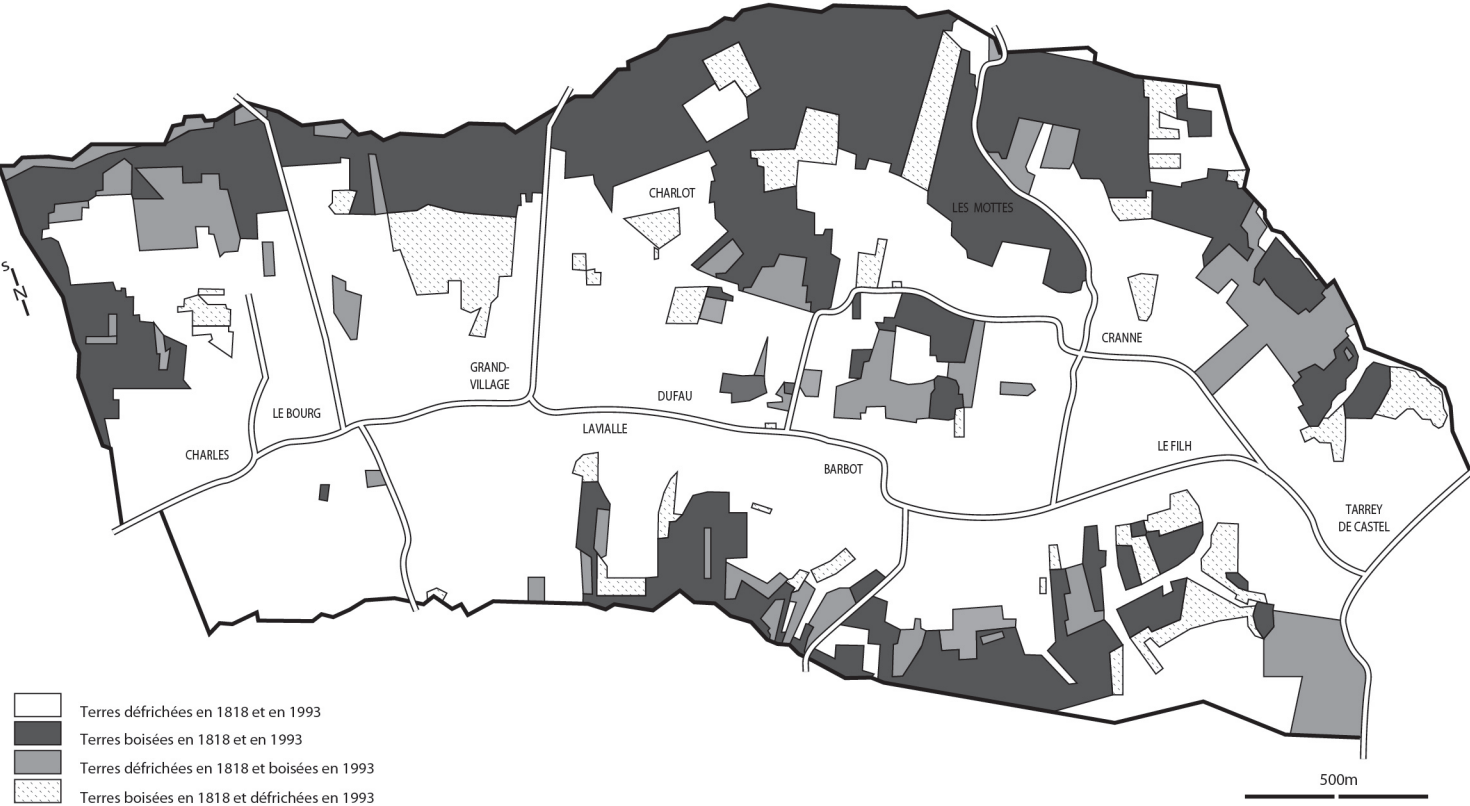 CHARLOT
LES MOTTES
S
N
CRANNE
GRAND-
VILLAGE
DUFAU
LE BOURG
LAVIALLE
CHARLES
BARBOT
LE FILH
TARREY
DE CASTEL
Terres défrichées en 1818 et en 1993
Terres boisées en 1818 et en 1993
Terres défrichées en 1818 et boisées en 1993
Terres boisées en 1818 et défrichées en 1993
500m